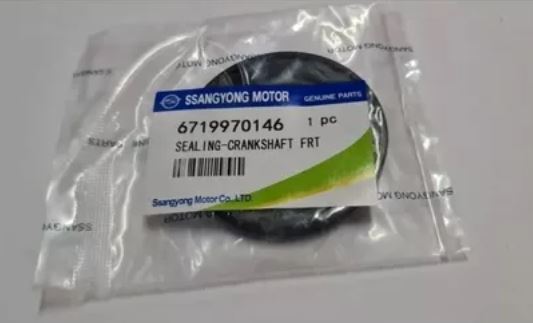 SSANGYONG MOTOR
GENUINE PARTS
6719970146 1 pc
SEALING-CRANKSHAFT FRT
Ssangyong Motor Co., LTD.